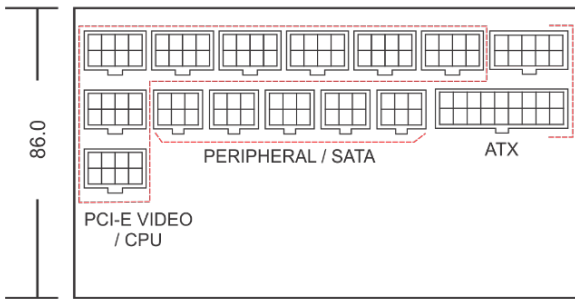 86.0
PERIPHERAL / SATA
ATX
PCI-E VIDEO
/ CPU